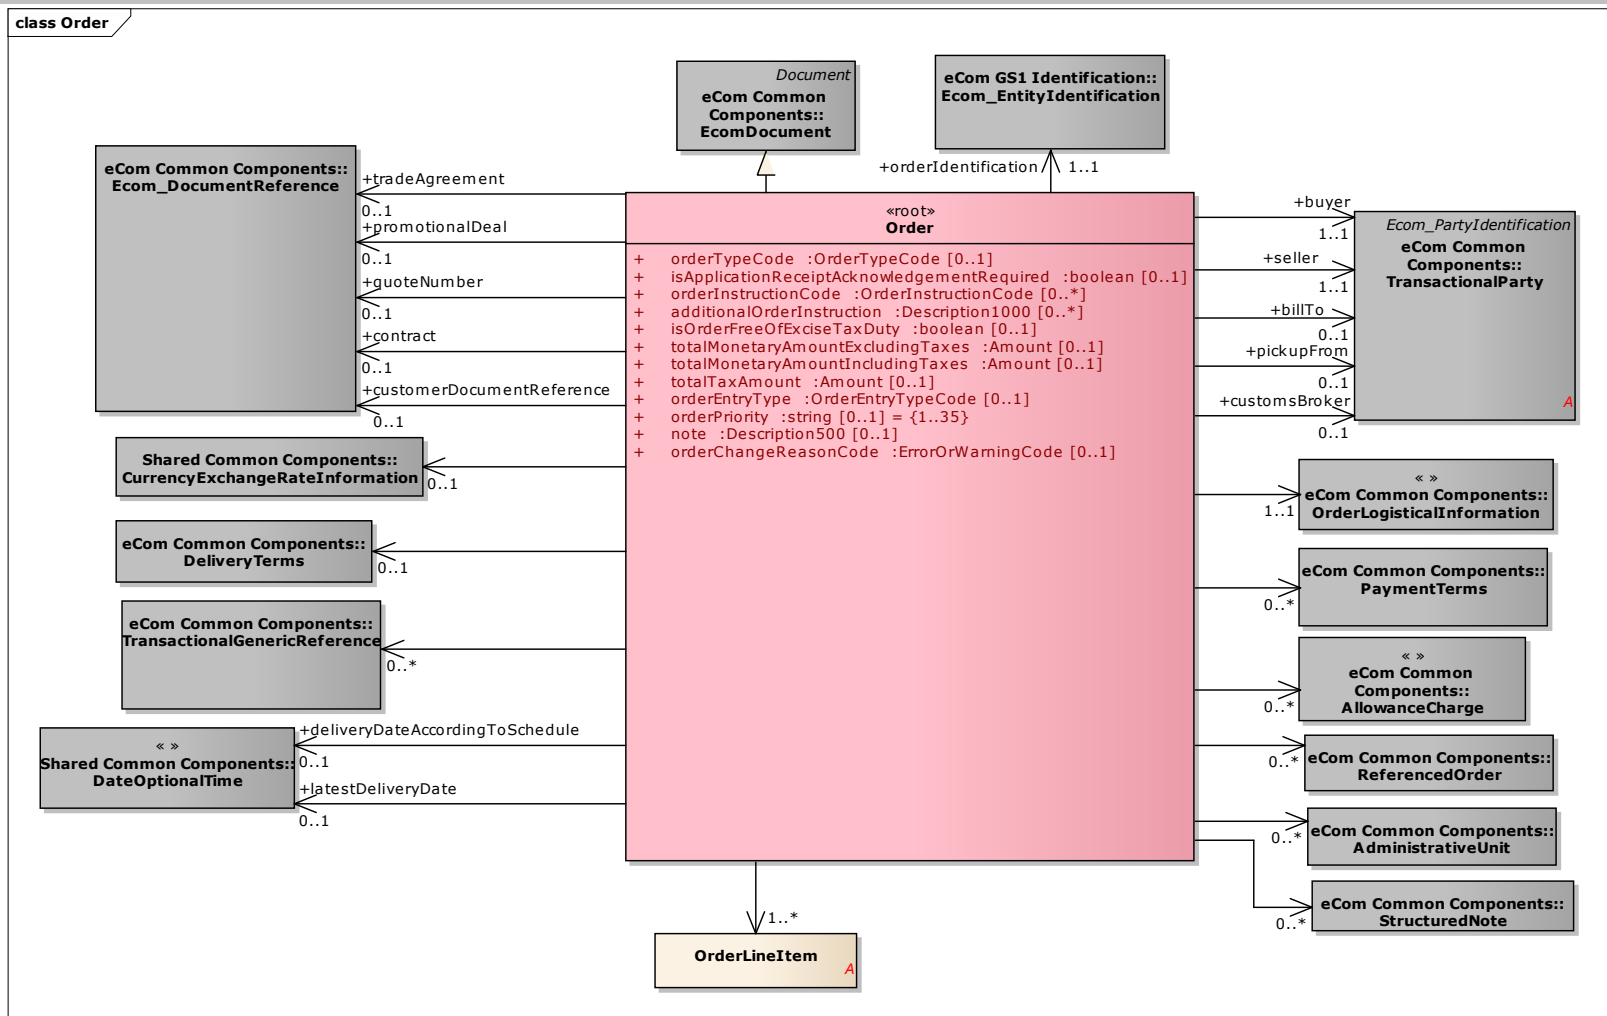 class Order
Document
eCom Common
Components::
EcomDocument
eCom GS1 Identification::
Ecom_EntityIdentification
+orderIdentification
1..1
eCom Common Components::
Ecom_DocumentReference
+tradeAgreement
0..1
+promotionalDeal
0..1
+quoteNumber
0..1
+contract
0..1
+customerDocumentReference
0..1
Shared Common Components::
CurrencyExchangeRateInformation
0..1
eCom Common Components::
DeliveryTerms
0..1
eCom Common Components::
TransactionalGenericReference
0..*
« »
Shared Common Components::
DateOptionalTime
+deliveryDateAccordingToSchedule
0..1
+latestDeliveryDate
0..1
«root»
Order
+ orderTypeCode :OrderTypeCode [0..1]
+ isApplicationReceiptAcknowledgementRequired :boolean [0..1]
+ orderInstructionCode :OrderInstructionCode [0..*]
+ additionalOrderInstruction :Description1000 [0..*]
+ isOrderFreeOfExciseTaxDuty :boolean [0..1]
+ totalMonetaryAmountExcludingTaxes :Amount [0..1]
+ totalMonetaryAmountIncludingTaxes :Amount [0..1]
+ totalTaxAmount :Amount [0..1]
+ orderEntryType :OrderEntryTypeCode [0..1]
+ orderPriority :string [0..1] = {1..35}
+ note :Description500 [0..1]
+ orderChangeReasonCode :ErrorOrWarningCode [0..1]
+buyer
1..1
+seller
1..1
+billTo
0..1
+pickupFrom
0..1
+customsBroker
0..1
Ecom_PartyIdentification
eCom Common
Components::
TransactionalParty
A
« »
eCom Common Components::
OrderLogisticalInformation
1..1
eCom Common Components::
PaymentTerms
0..*
« »
eCom Common
Components::
AllowanceCharge
0..*
eCom Common Components::
ReferencedOrder
0..*
eCom Common Components::
AdministrativeUnit
0..*
eCom Common Components::
StructuredNote
0..*
1..*
OrderLineItem
A